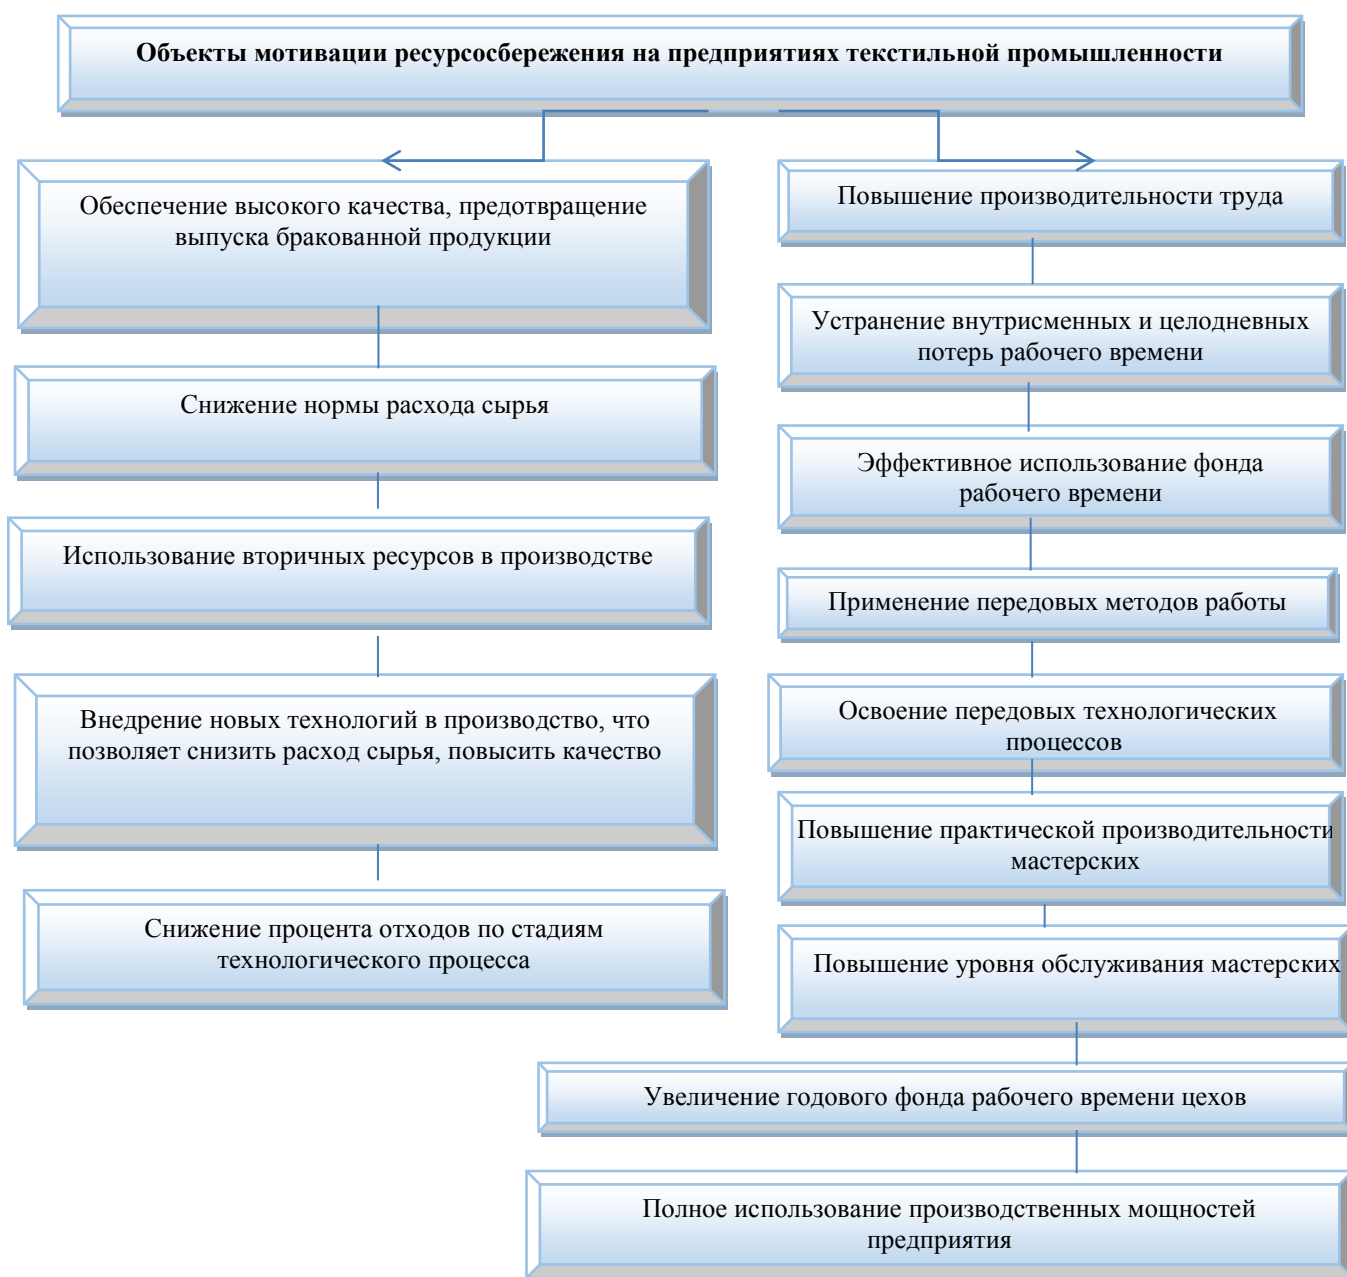 Объекты мотивации ресурсосбережения на предприятиях текстильной промышленности
Обеспечение высокого качества, предотвращение
выпуска бракованной продукции
Снижение нормы расхода сырья
Использование вторичных ресурсов в производстве
Внедрение новых технологий в производство, что
позволяет снизить расход сырья, повысить качество
Снижение процента отходов по стадиям
технологического процесса
Повышение производительности труда
Устранение внутрисменных и целодневных
потерь рабочего времени
Эффективное использование фонда
рабочего времени
Применение передовых методов работы
Освоение передовых технологических
процессов
Повышение практической производительности
мастерских
Повышение уровня обслуживания мастерских
Увеличение годового фонда рабочего времени цехов
Полное использование производственных мощностей
предприятия